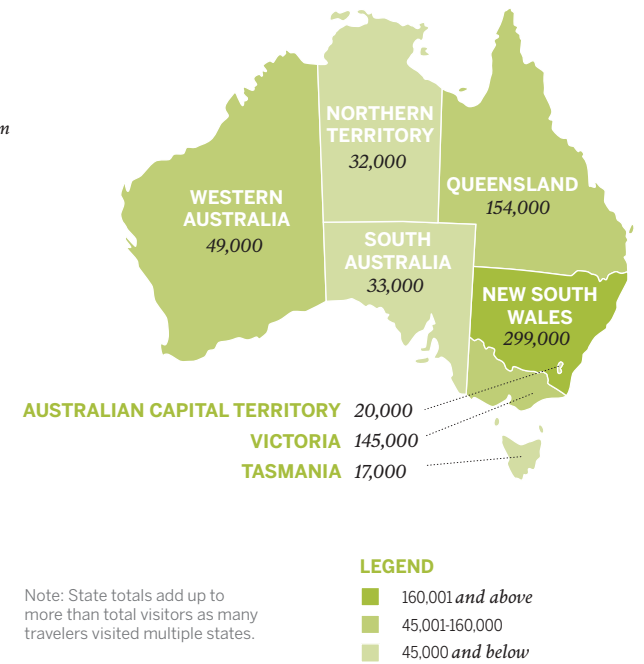 NORTHERN
TERRITORY
32,000
QUEENSLAND
154,000
WESTERN
AUSTRALIA
49,000
SOUTH
AUSTRALIA
33,000
NEW SOUTH
WALES
299,000
AUSTRALIAN CAPITAL TERRITORY 20,000
VICTORIA 145,000
TASMANIA 17,000
LEGEND
160,001 and above
45,001-160,000
45,000 and below
Note: State totals add up to
more than total visitors as many
travelers visited multiple states.